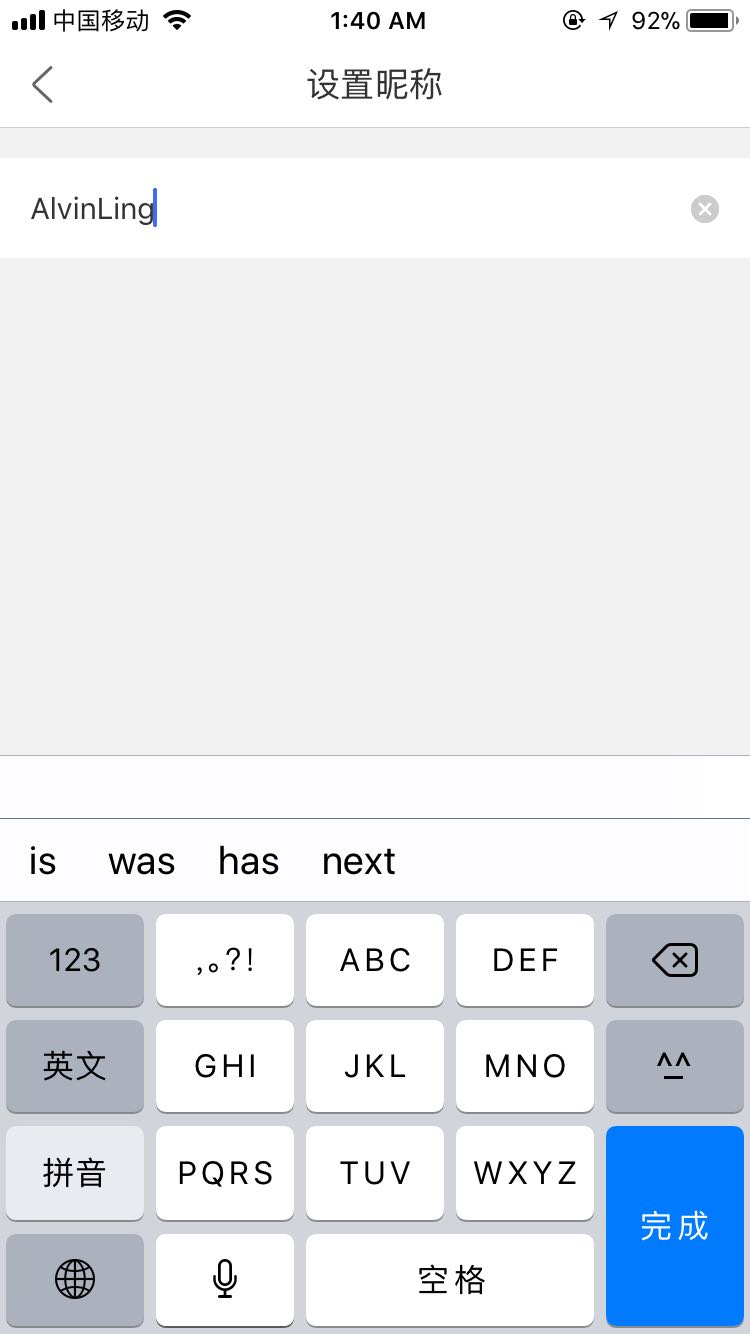 中国移动 1:40 AM 92%
设置昵称
AlvinLing
is was has next
123 ,。?! ABC DEF
英文 GHI JKL MNO ^^
拼音 PQRS TUV WXYZ
完成
空格